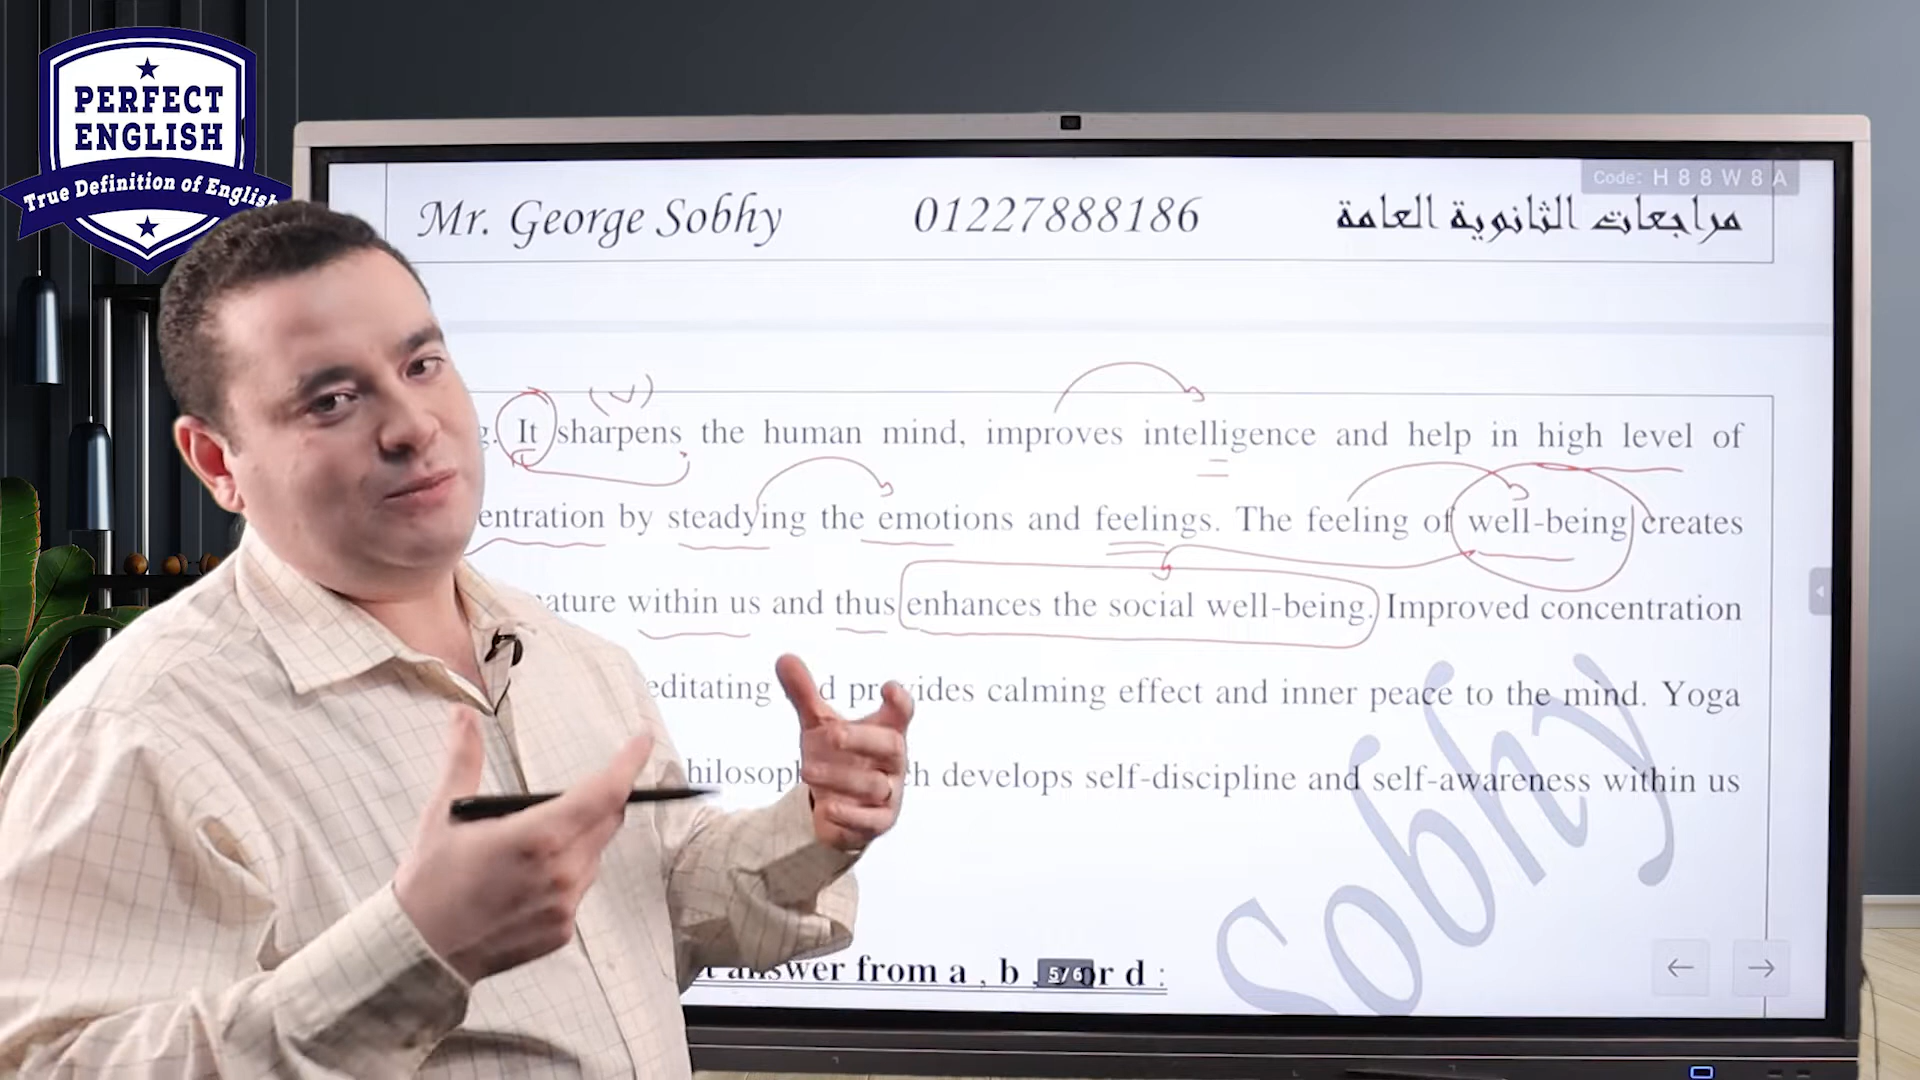 PERFECT
ENGLISH
True Definition of English
Code: H88W8A
Mr. George Sobhy 01227888186 مراجعات الثانوية العامة
g. It sharpens the human mind, improves intelligence and help in high level of
entration by steadying the emotions and feelings. The feeling of well-being creates
ature within us and thus enhances the social well-being. Improved concentration
editating provides calming effect and inner peace to the mind. Yoga
hilosoph ch develops self-discipline and self-awareness within us
answer from a , b , or d :
5/6
Sobhy